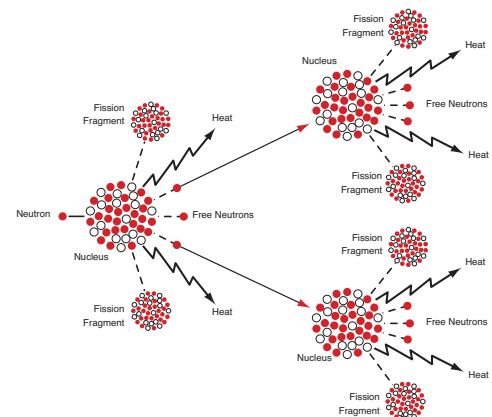 Fission
Fragment
Heat
Nucleus
Free Neutrons
Heat
Fission
Fragment
Fission
Fragment
Heat
Neutron
Free Neutrons
Nucleus
Heat
Fission
Fragment
Fission
Fragment
Heat
Free Neutrons
Nucleus
Heat
Fission
Fragment